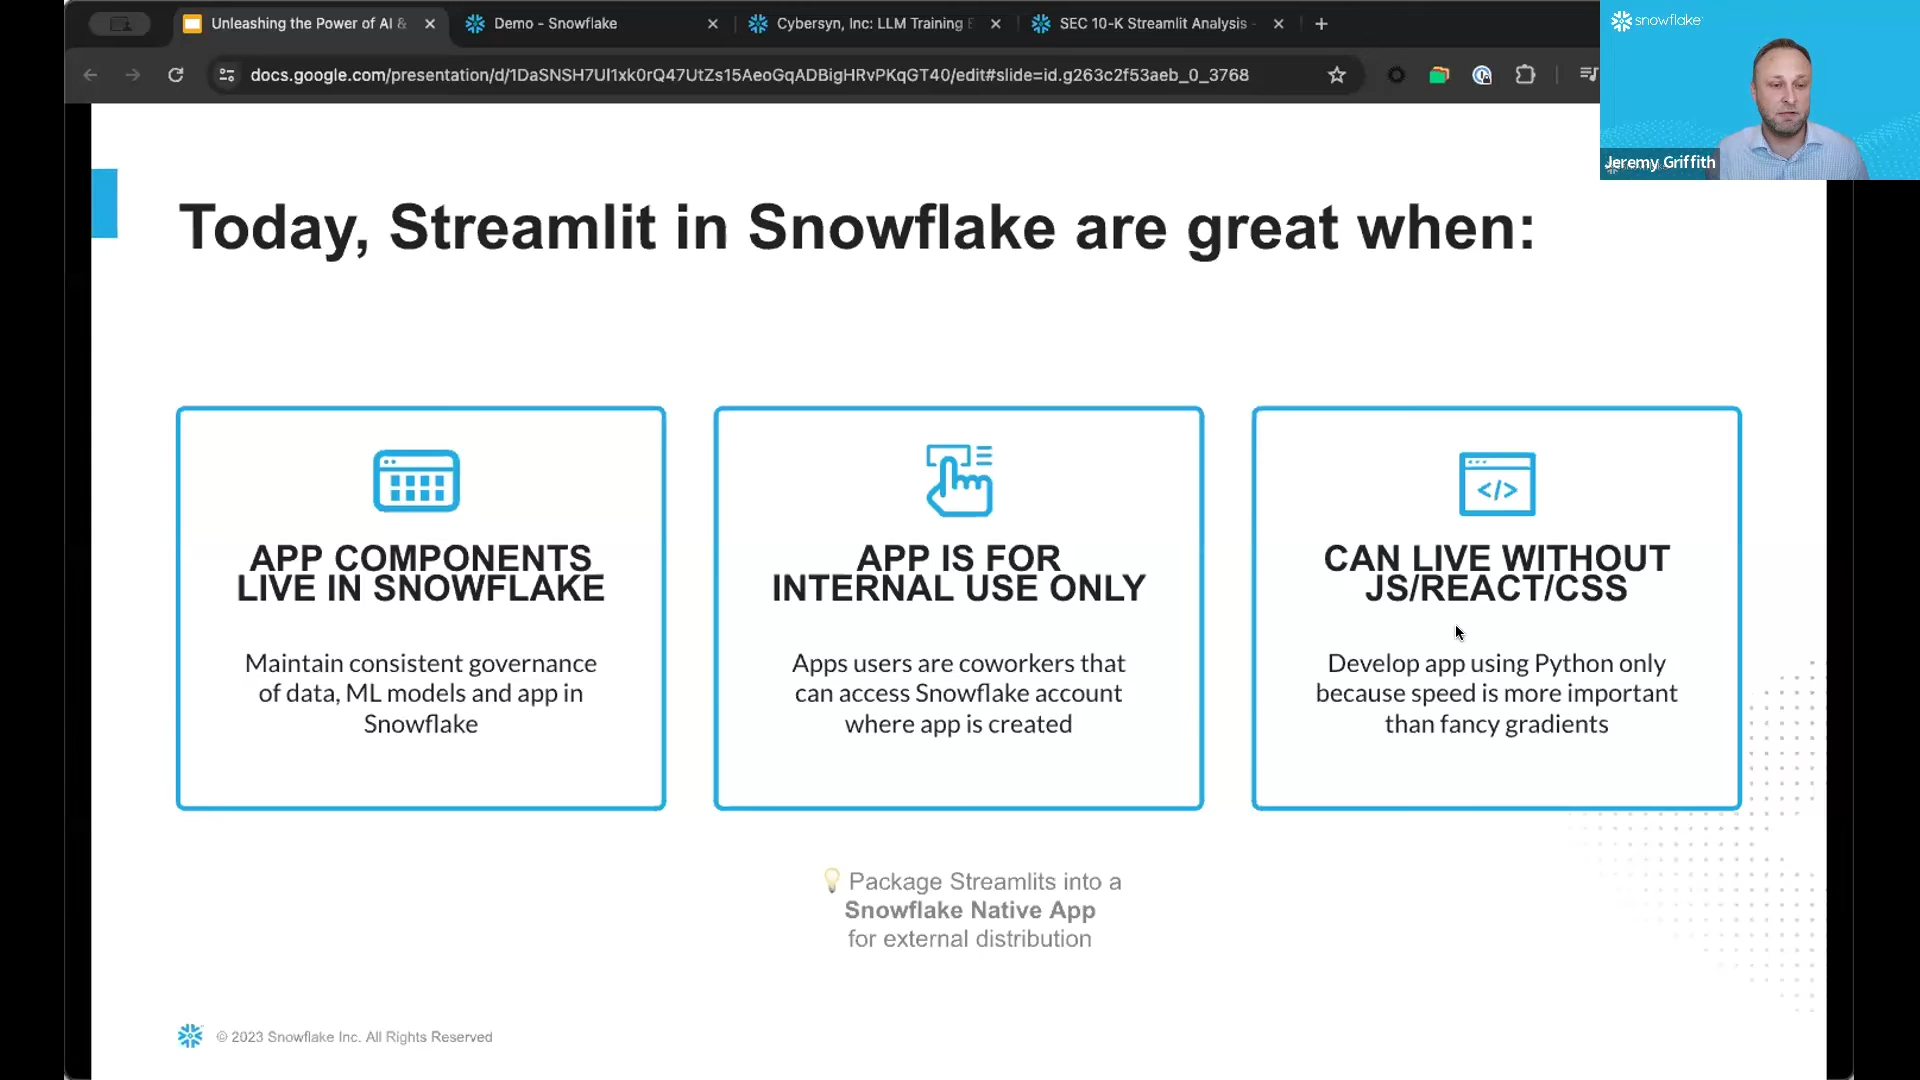 Unleashing the Power of AI &
Demo - Snowflake
Cybersyn, Inc: LLM Training
SEC 10-K Streamlit Analysis
docs.google.com/presentation/d/1DaSNSH7UI1xk0rQ47UtZs15AeoGqADBigHRvPKqGT40/edit#slide=id.g263c2f53aeb_0_3768
snowflake
Jeremy Griffith
Today, Streamlit in Snowflake are great when:
APP COMPONENTS
LIVE IN SNOWFLAKE
Maintain consistent governance
of data, ML models and app in
Snowflake
APP IS FOR
INTERNAL USE ONLY
Apps users are coworkers that
can access Snowflake account
where app is created
CAN LIVE WITHOUT
JS/REACT/CSS
</>
Develop app using Python only
because speed is more important
than fancy gradients
💡 Package Streamlits into a
Snowflake Native App
for external distribution
© 2023 Snowflake Inc. All Rights Reserved